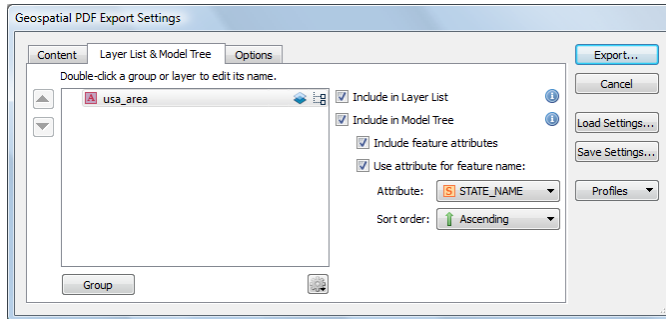 Geospatial PDF Export Settings
Content
Layer List & Model Tree
Options
Double-click a group or layer to edit its name.
A usa_area
Include in Layer List
Include in Model Tree
Include feature attributes
Use attribute for feature name:
Attribute: S STATE_NAME
Sort order: Ascending
Group
Export...
Cancel
Load Settings...
Save Settings...
Profiles